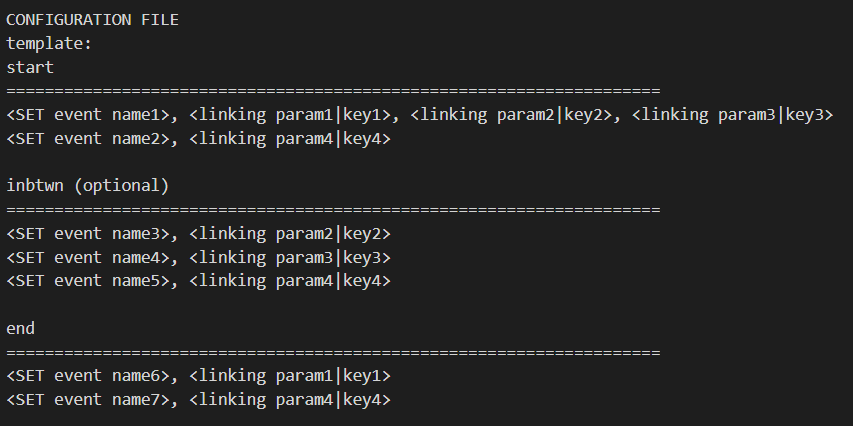 CONFIGURATION FILE
template:
start
====================================================================
<SET event name1>, <linking param1|key1>, <linking param2|key2>, <linking param3|key3>
<SET event name2>, <linking param4|key4>
inbtwn (optional)
====================================================================
<SET event name3>, <linking param2|key2>
<SET event name4>, <linking param3|key3>
<SET event name5>, <linking param4|key4>
end
====================================================================
<SET event name6>, <linking param1|key1>
<SET event name7>, <linking param4|key4>